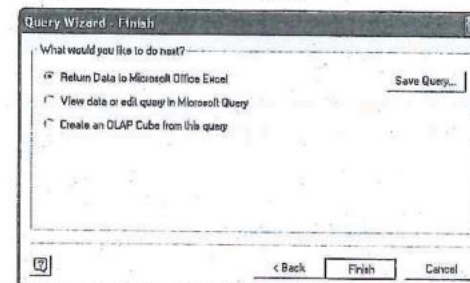 Query Wizard - Finish
What would you like to do next?
Return Data to Microsoft Office Excel
Save Query...
View data or edit query in Microsoft Query
Create an OLAP Cube from this query
?
< Back
Finish
Cancel